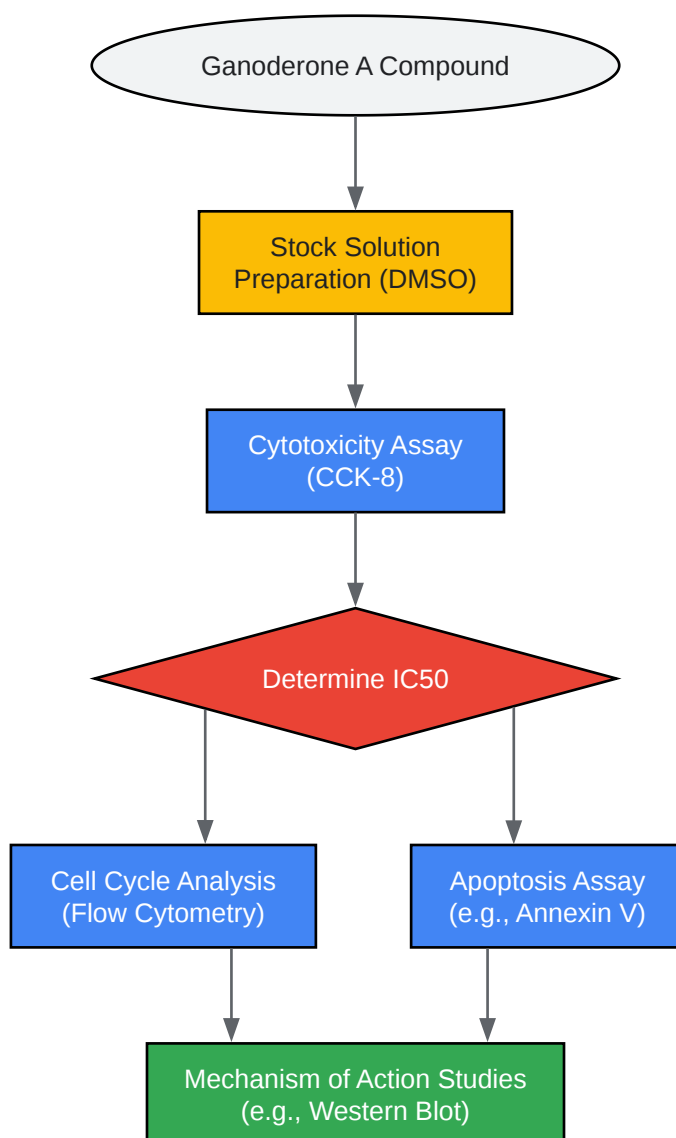 Ganoderone A Compound
Stock Solution
Preparation (DMSO)
Cytotoxicity Assay
(CCK-8)
Determine IC50
Cell Cycle Analysis
(Flow Cytometry)
Apoptosis Assay
(e.g., Annexin V)
Mechanism of Action Studies
(e.g., Western Blot)